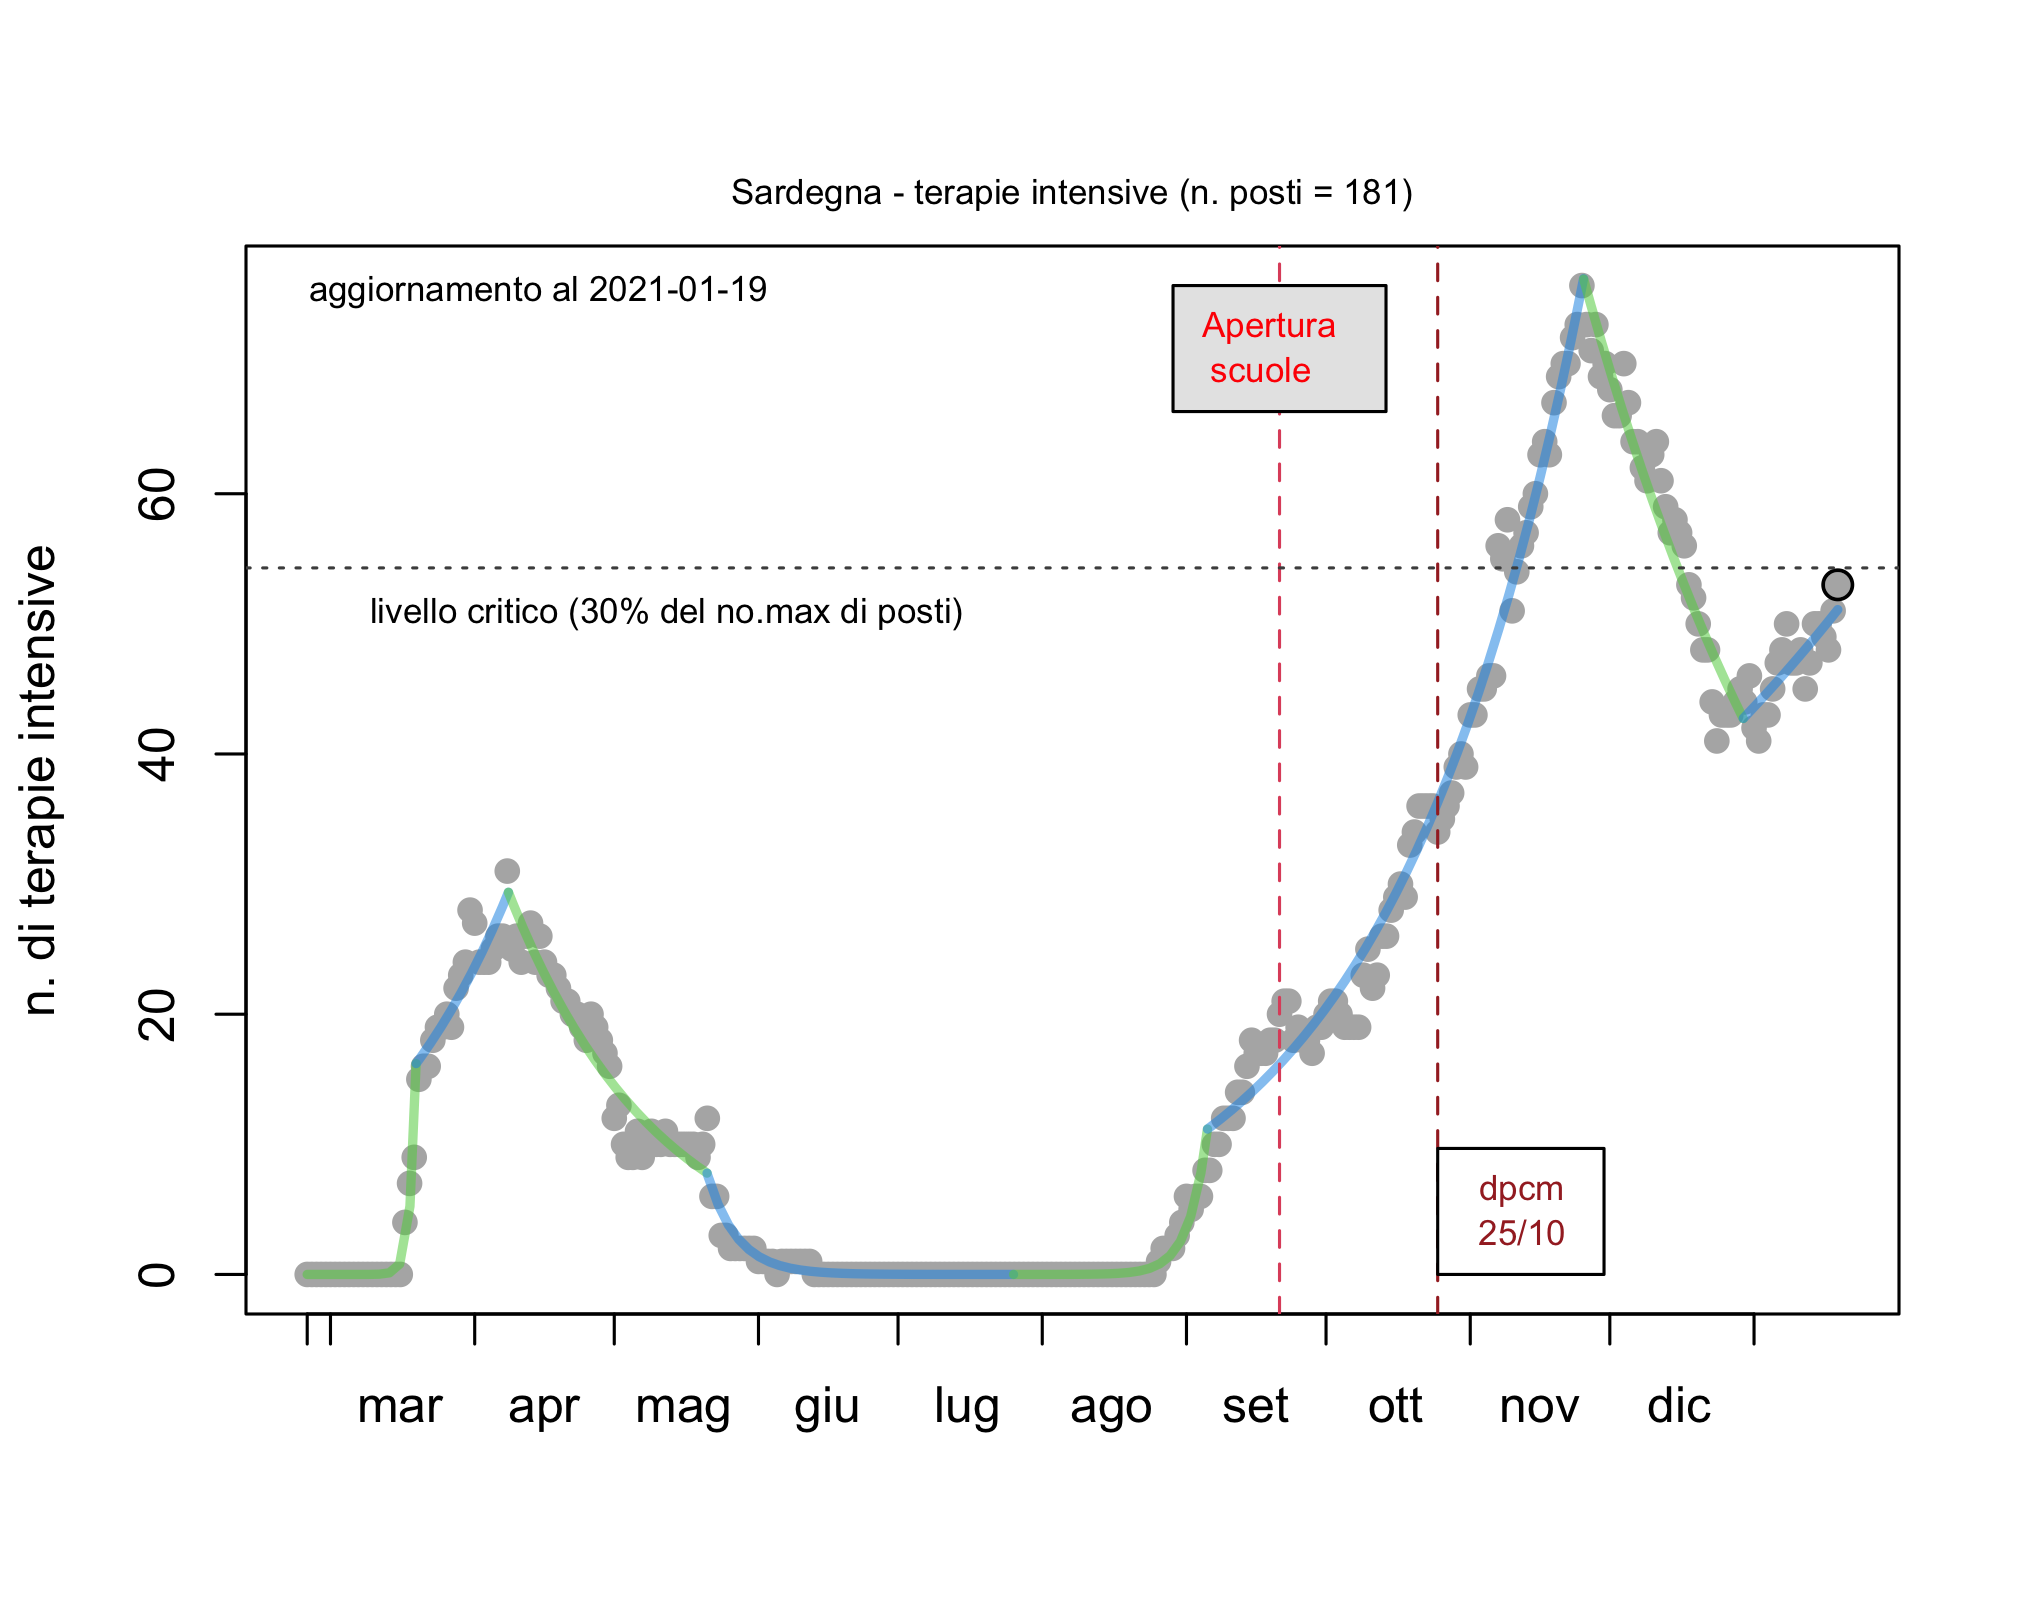 Sardegna - terapie intensive (n. posti = 181)
aggiornamento al 2021-01-19
Apertura
scuole
livello critico (30% del no.max di posti)
n. di terapie intensive
60
40
20
0
dpcm
25/10
mar apr mag giu lug ago set ott nov dic